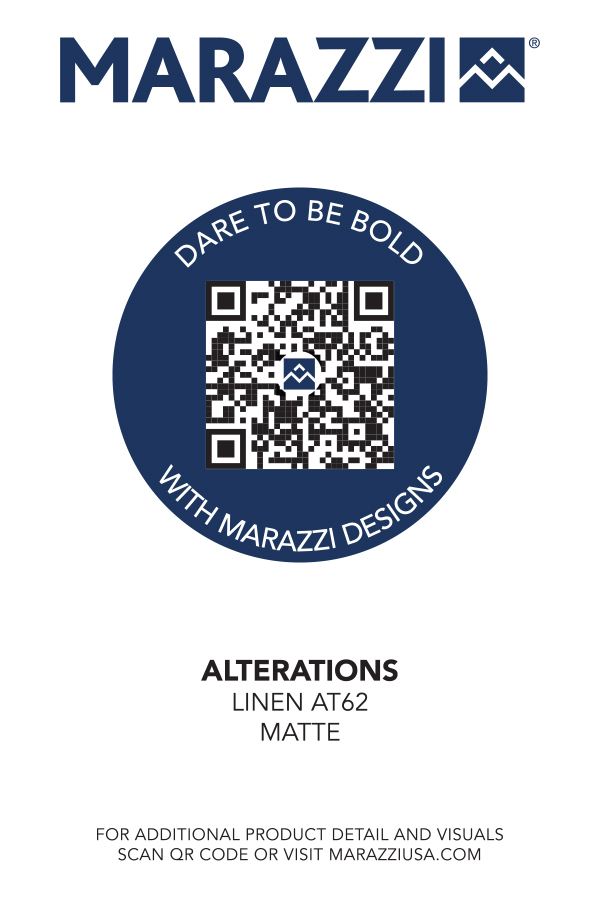 MARAZZI®
DARE TO BE BOLD
WITH MARAZZI DESIGNS
ALTERATIONS
LINEN AT62
MATTE
FOR ADDITIONAL PRODUCT DETAIL AND VISUALS
SCAN QR CODE OR VISIT MARAZZIUSA.COM